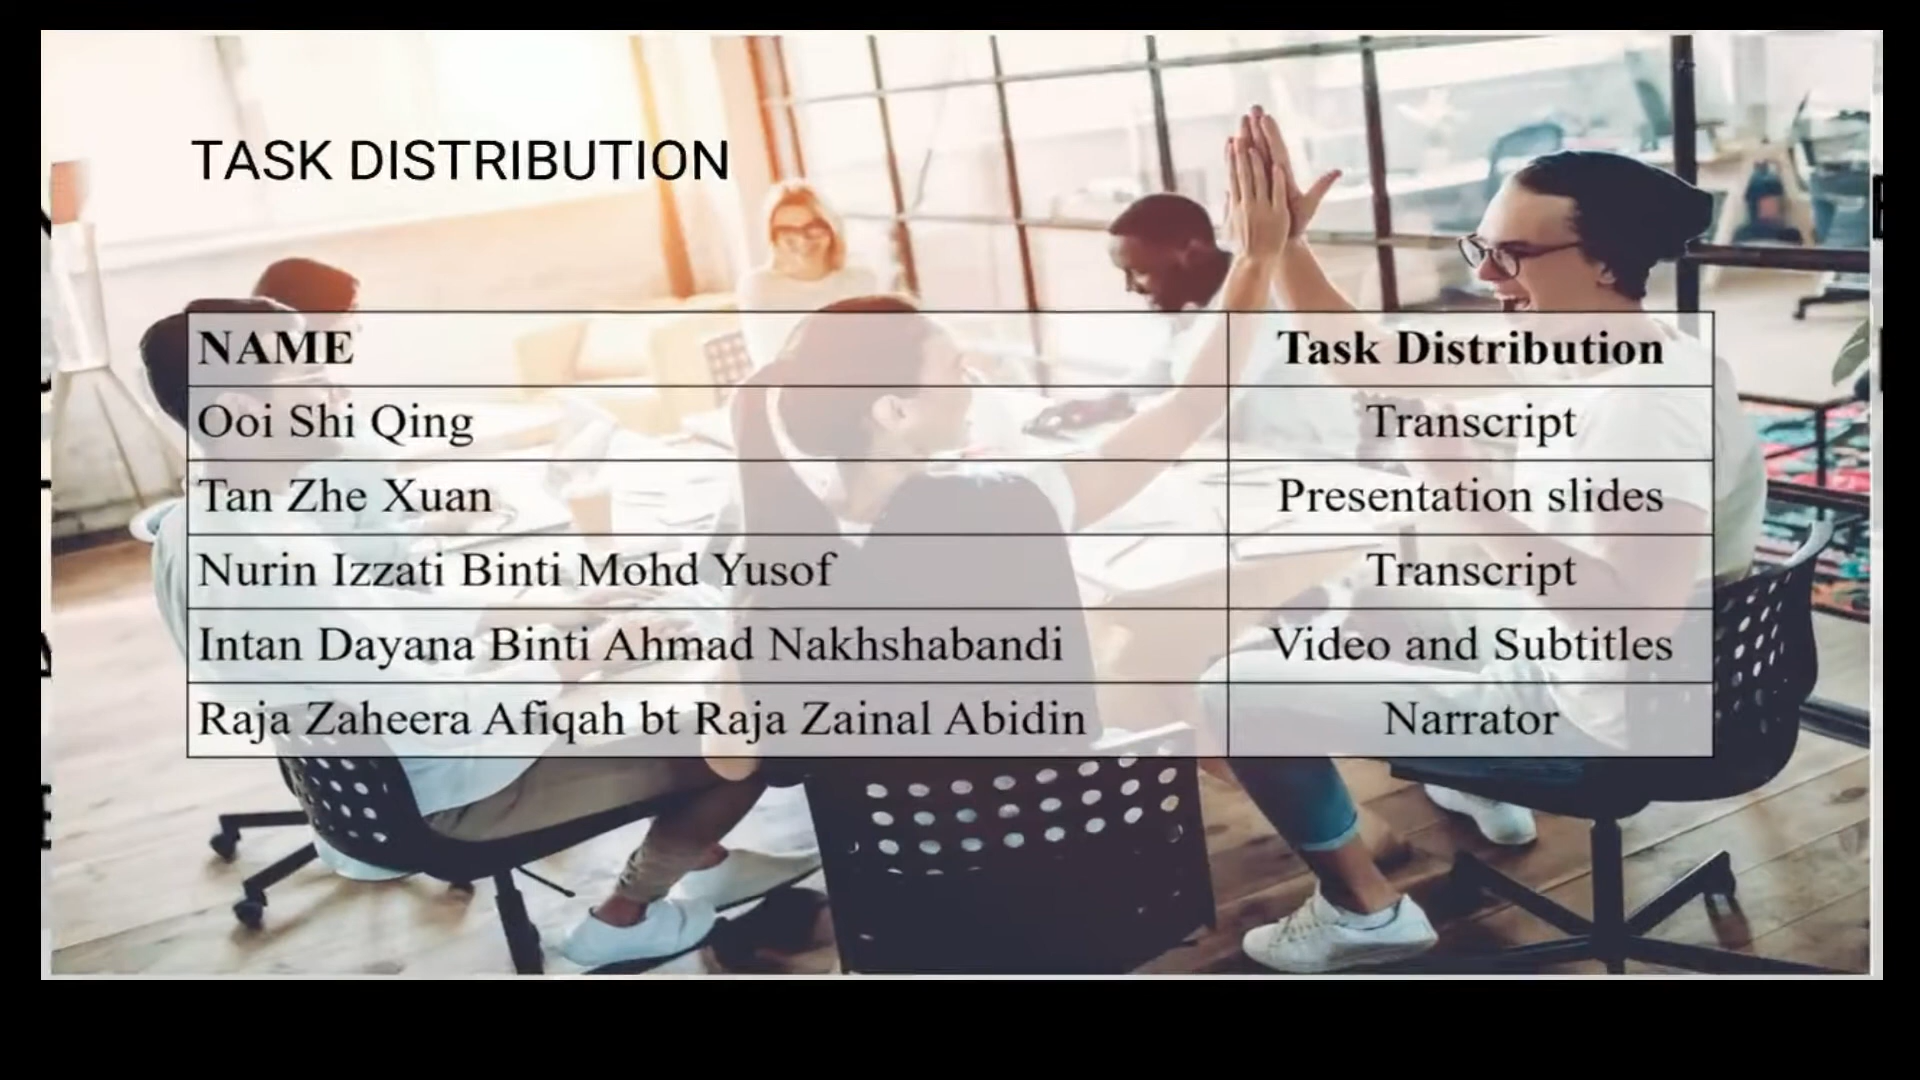 TASK DISTRIBUTION
NAME Task Distribution
Ooi Shi Qing Transcript
Tan Zhe Xuan Presentation slides
Nurin Izzati Binti Mohd Yusof Transcript
Intan Dayana Binti Ahmad Nakhshabandi Video and Subtitles
Raja Zaheera Afiqah bt Raja Zainal Abidin Narrator